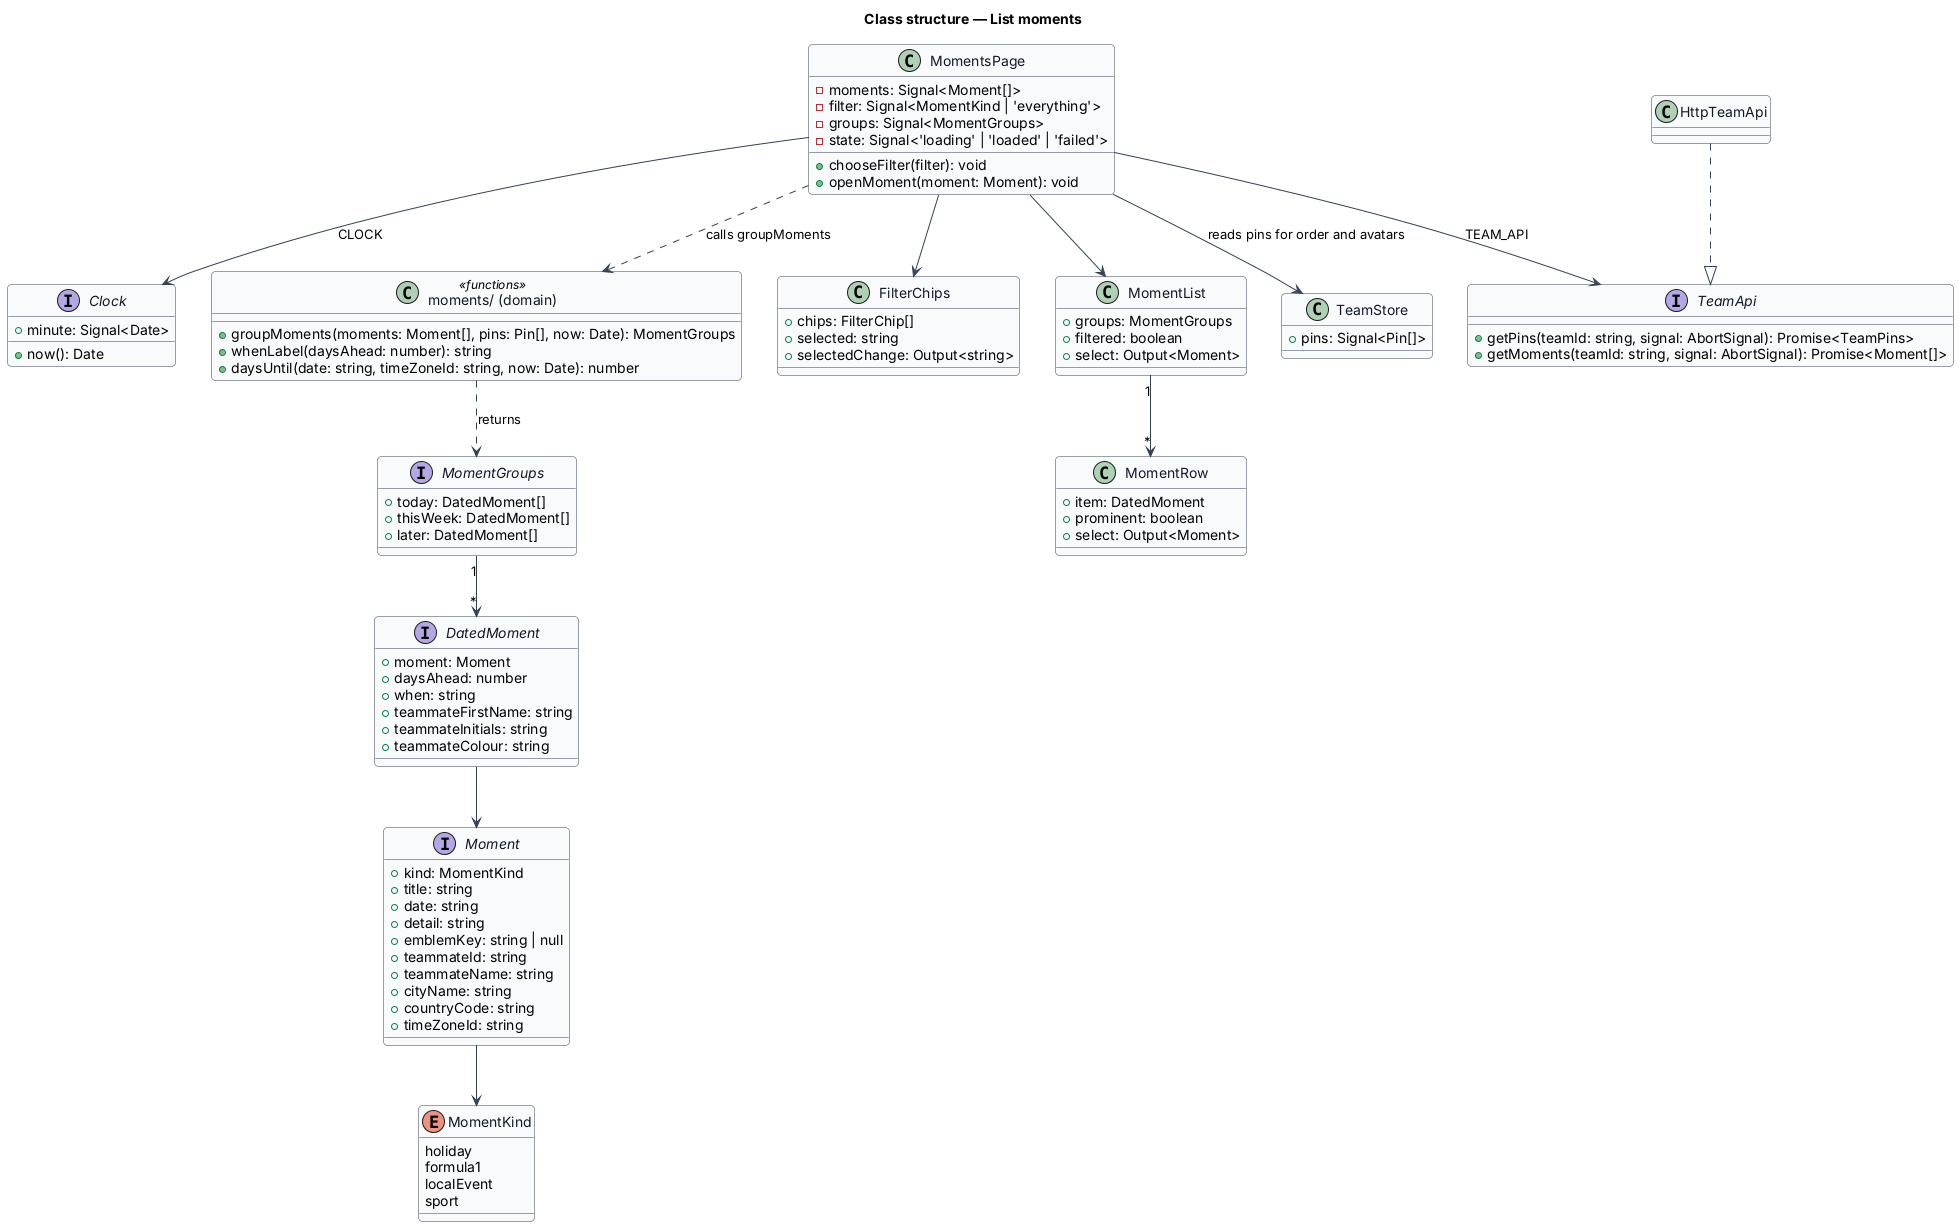 Class structure — List moments
C MomentsPage
moments: Signal<Moment[]>
filter: Signal<MomentKind | 'everything'>
groups: Signal<MomentGroups>
state: Signal<'loading' | 'loaded' | 'failed'>
chooseFilter(filter): void
openMoment(moment: Moment): void
C HttpTeamApi
CLOCK
calls groupMoments
reads pins for order and avatars
TEAM_API
I Clock
minute: Signal<Date>
now(): Date
«functions»
C moments/ (domain)
groupMoments(moments: Moment[], pins: Pin[], now: Date): MomentGroups
whenLabel(daysAhead: number): string
daysUntil(date: string, timeZoneId: string, now: Date): number
C FilterChips
chips: FilterChip[]
selected: string
selectedChange: Output<string>
C MomentList
groups: MomentGroups
filtered: boolean
select: Output<Moment>
C TeamStore
pins: Signal<Pin[]>
I TeamApi
getPins(teamId: string, signal: AbortSignal): Promise<TeamPins>
getMoments(teamId: string, signal: AbortSignal): Promise<Moment[]>
returns
1
*
I MomentGroups
today: DatedMoment[]
thisWeek: DatedMoment[]
later: DatedMoment[]
C MomentRow
item: DatedMoment
prominent: boolean
select: Output<Moment>
1
*
I DatedMoment
moment: Moment
daysAhead: number
when: string
teammateFirstName: string
teammateInitials: string
teammateColour: string
I Moment
kind: MomentKind
title: string
date: string
detail: string
emblemKey: string | null
teammateId: string
teammateName: string
cityName: string
countryCode: string
timeZoneId: string
E MomentKind
holiday
formula1
localEvent
sport